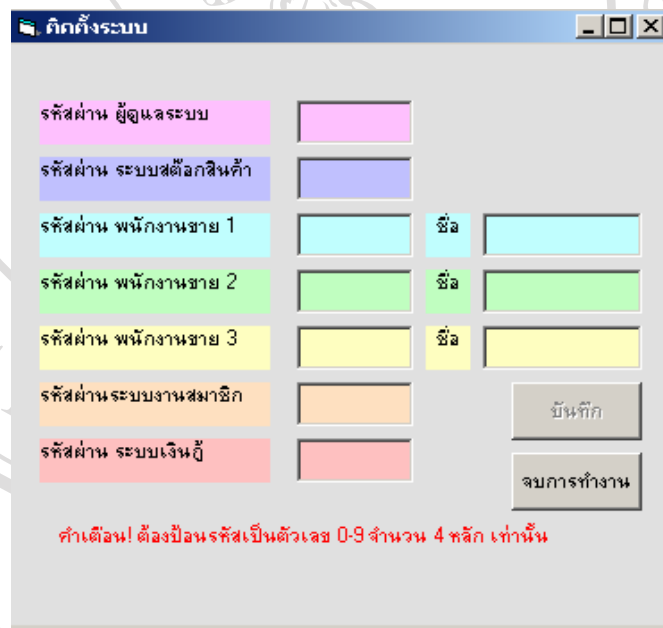 ติดตั้งระบบ
รหัสผ่าน ผู้ดูแลระบบ
รหัสผ่าน ระบบสต๊อกสินค้า
รหัสผ่าน พนักงานขาย 1 ชื่อ
รหัสผ่าน พนักงานขาย 2 ชื่อ
รหัสผ่าน พนักงานขาย 3 ชื่อ
รหัสผ่านระบบงานสมาชิก
บันทึก
รหัสผ่าน ระบบเงินกู้
จบการทำงาน
คำเตือน! ต้องป้อนรหัสเป็นตัวเลข 0-9 จำนวน 4 หลัก เท่านั้น